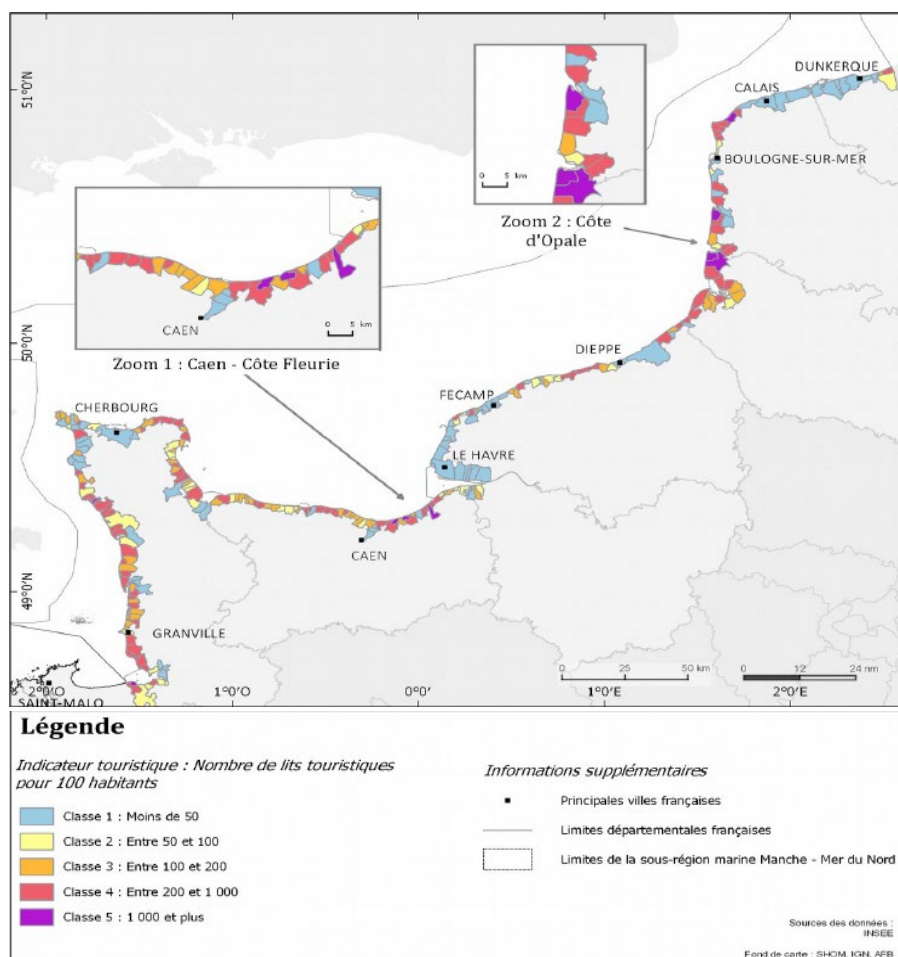 51°0'N
50°0'N
49°0'N
DUNKERQUE
CALAIS
BOULOGNE-SUR-MER
0 5 km
Zoom 2 : Côte
d'Opale
CAEN
0 5 km
Zoom 1 : Caen - Côte Fleurie
DIEPPE
FECAMP
CHERBOURG
LE HAVRE
CAEN
GRANVILLE
SAINT-MALO
0 25 50 km
0 12 24 nm
2°0'O
1°0'O
0°0'
1°0'E
2°0'E
Légende
Indicateur touristique : Nombre de lits touristiques
pour 100 habitants
Classe 1 : Moins de 50
Classe 2 : Entre 50 et 100
Classe 3 : Entre 100 et 200
Classe 4 : Entre 200 et 1 000
Classe 5 : 1 000 et plus
Informations supplémentaires
Principales villes françaises
Limites départementales françaises
Limites de la sous-région marine Manche - Mer du Nord
Sources des données :
INSEE
Fond de carte : SHOM, IGN, AFB